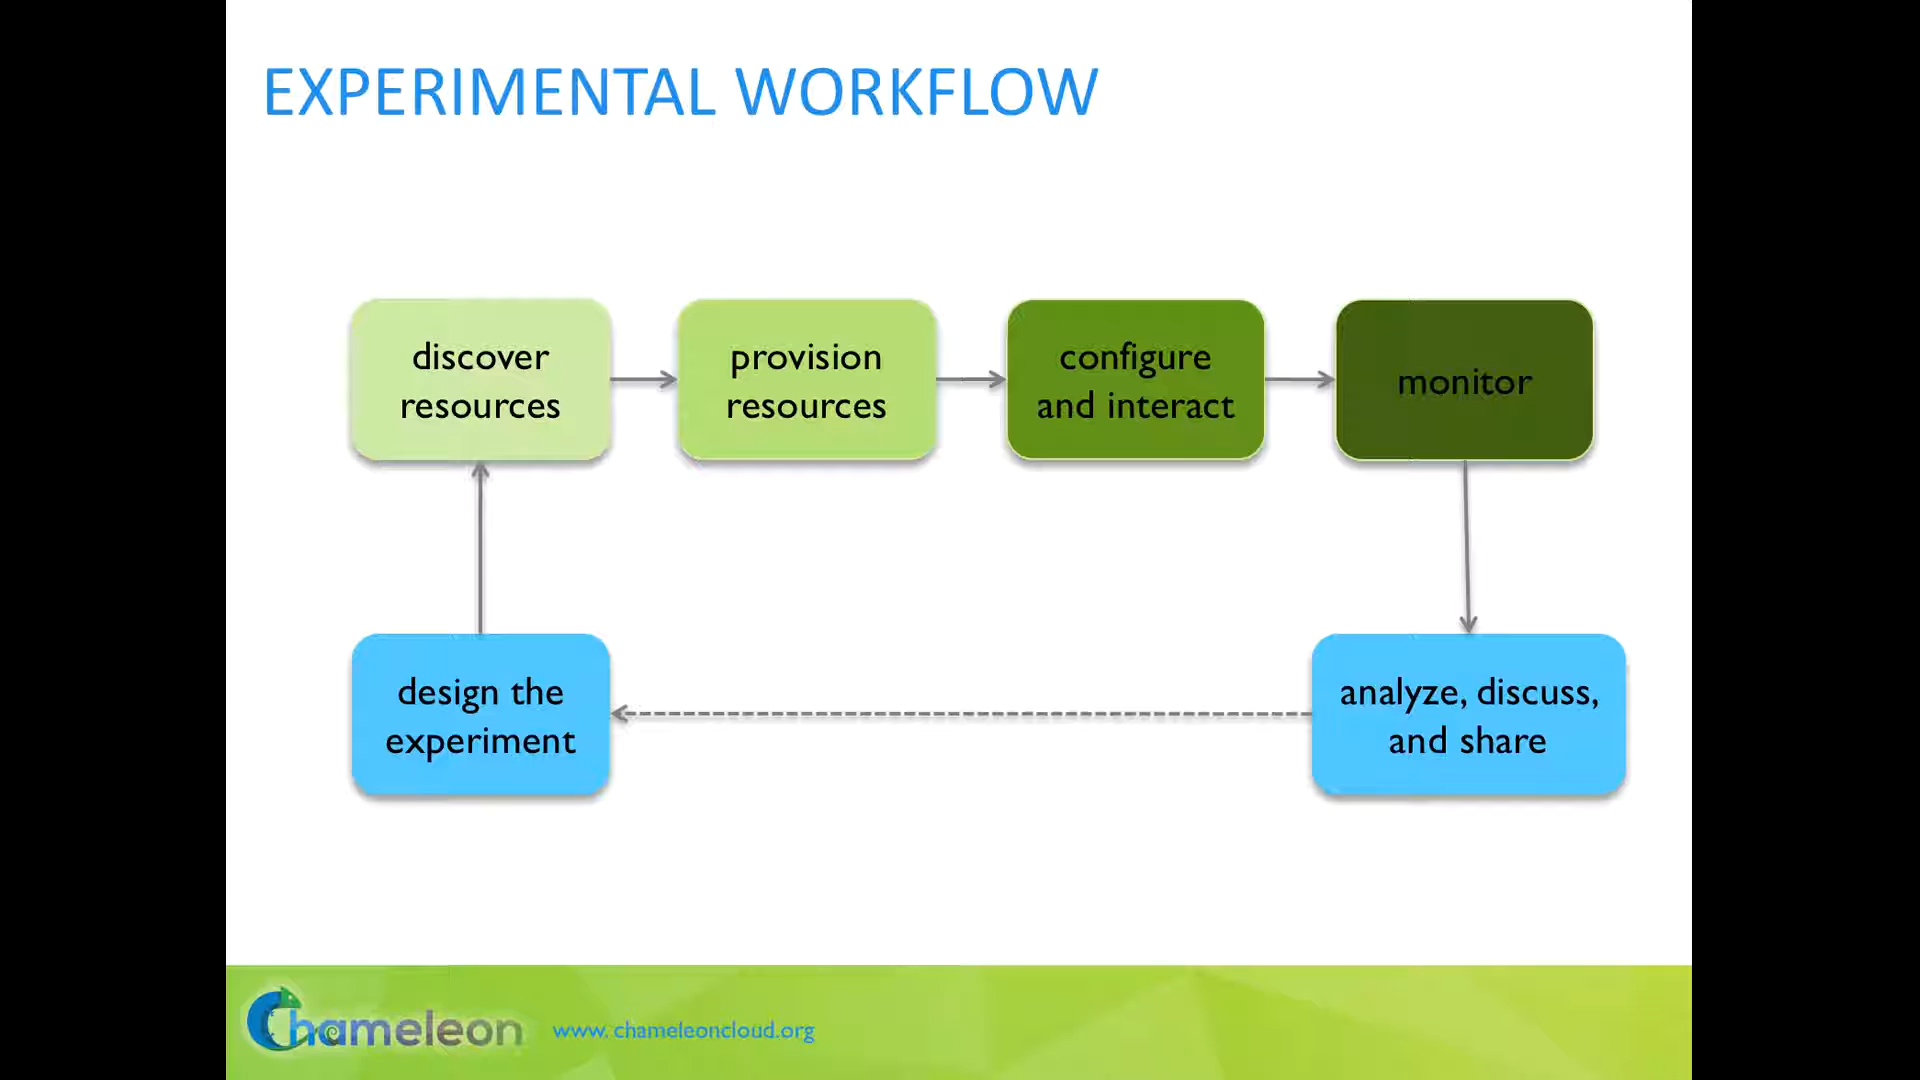 EXPERIMENTAL WORKFLOW
discover
resources
provision
resources
configure
and interact
monitor
design the
experiment
analyze, discuss,
and share
Chameleon
www. chameleoncloud.org